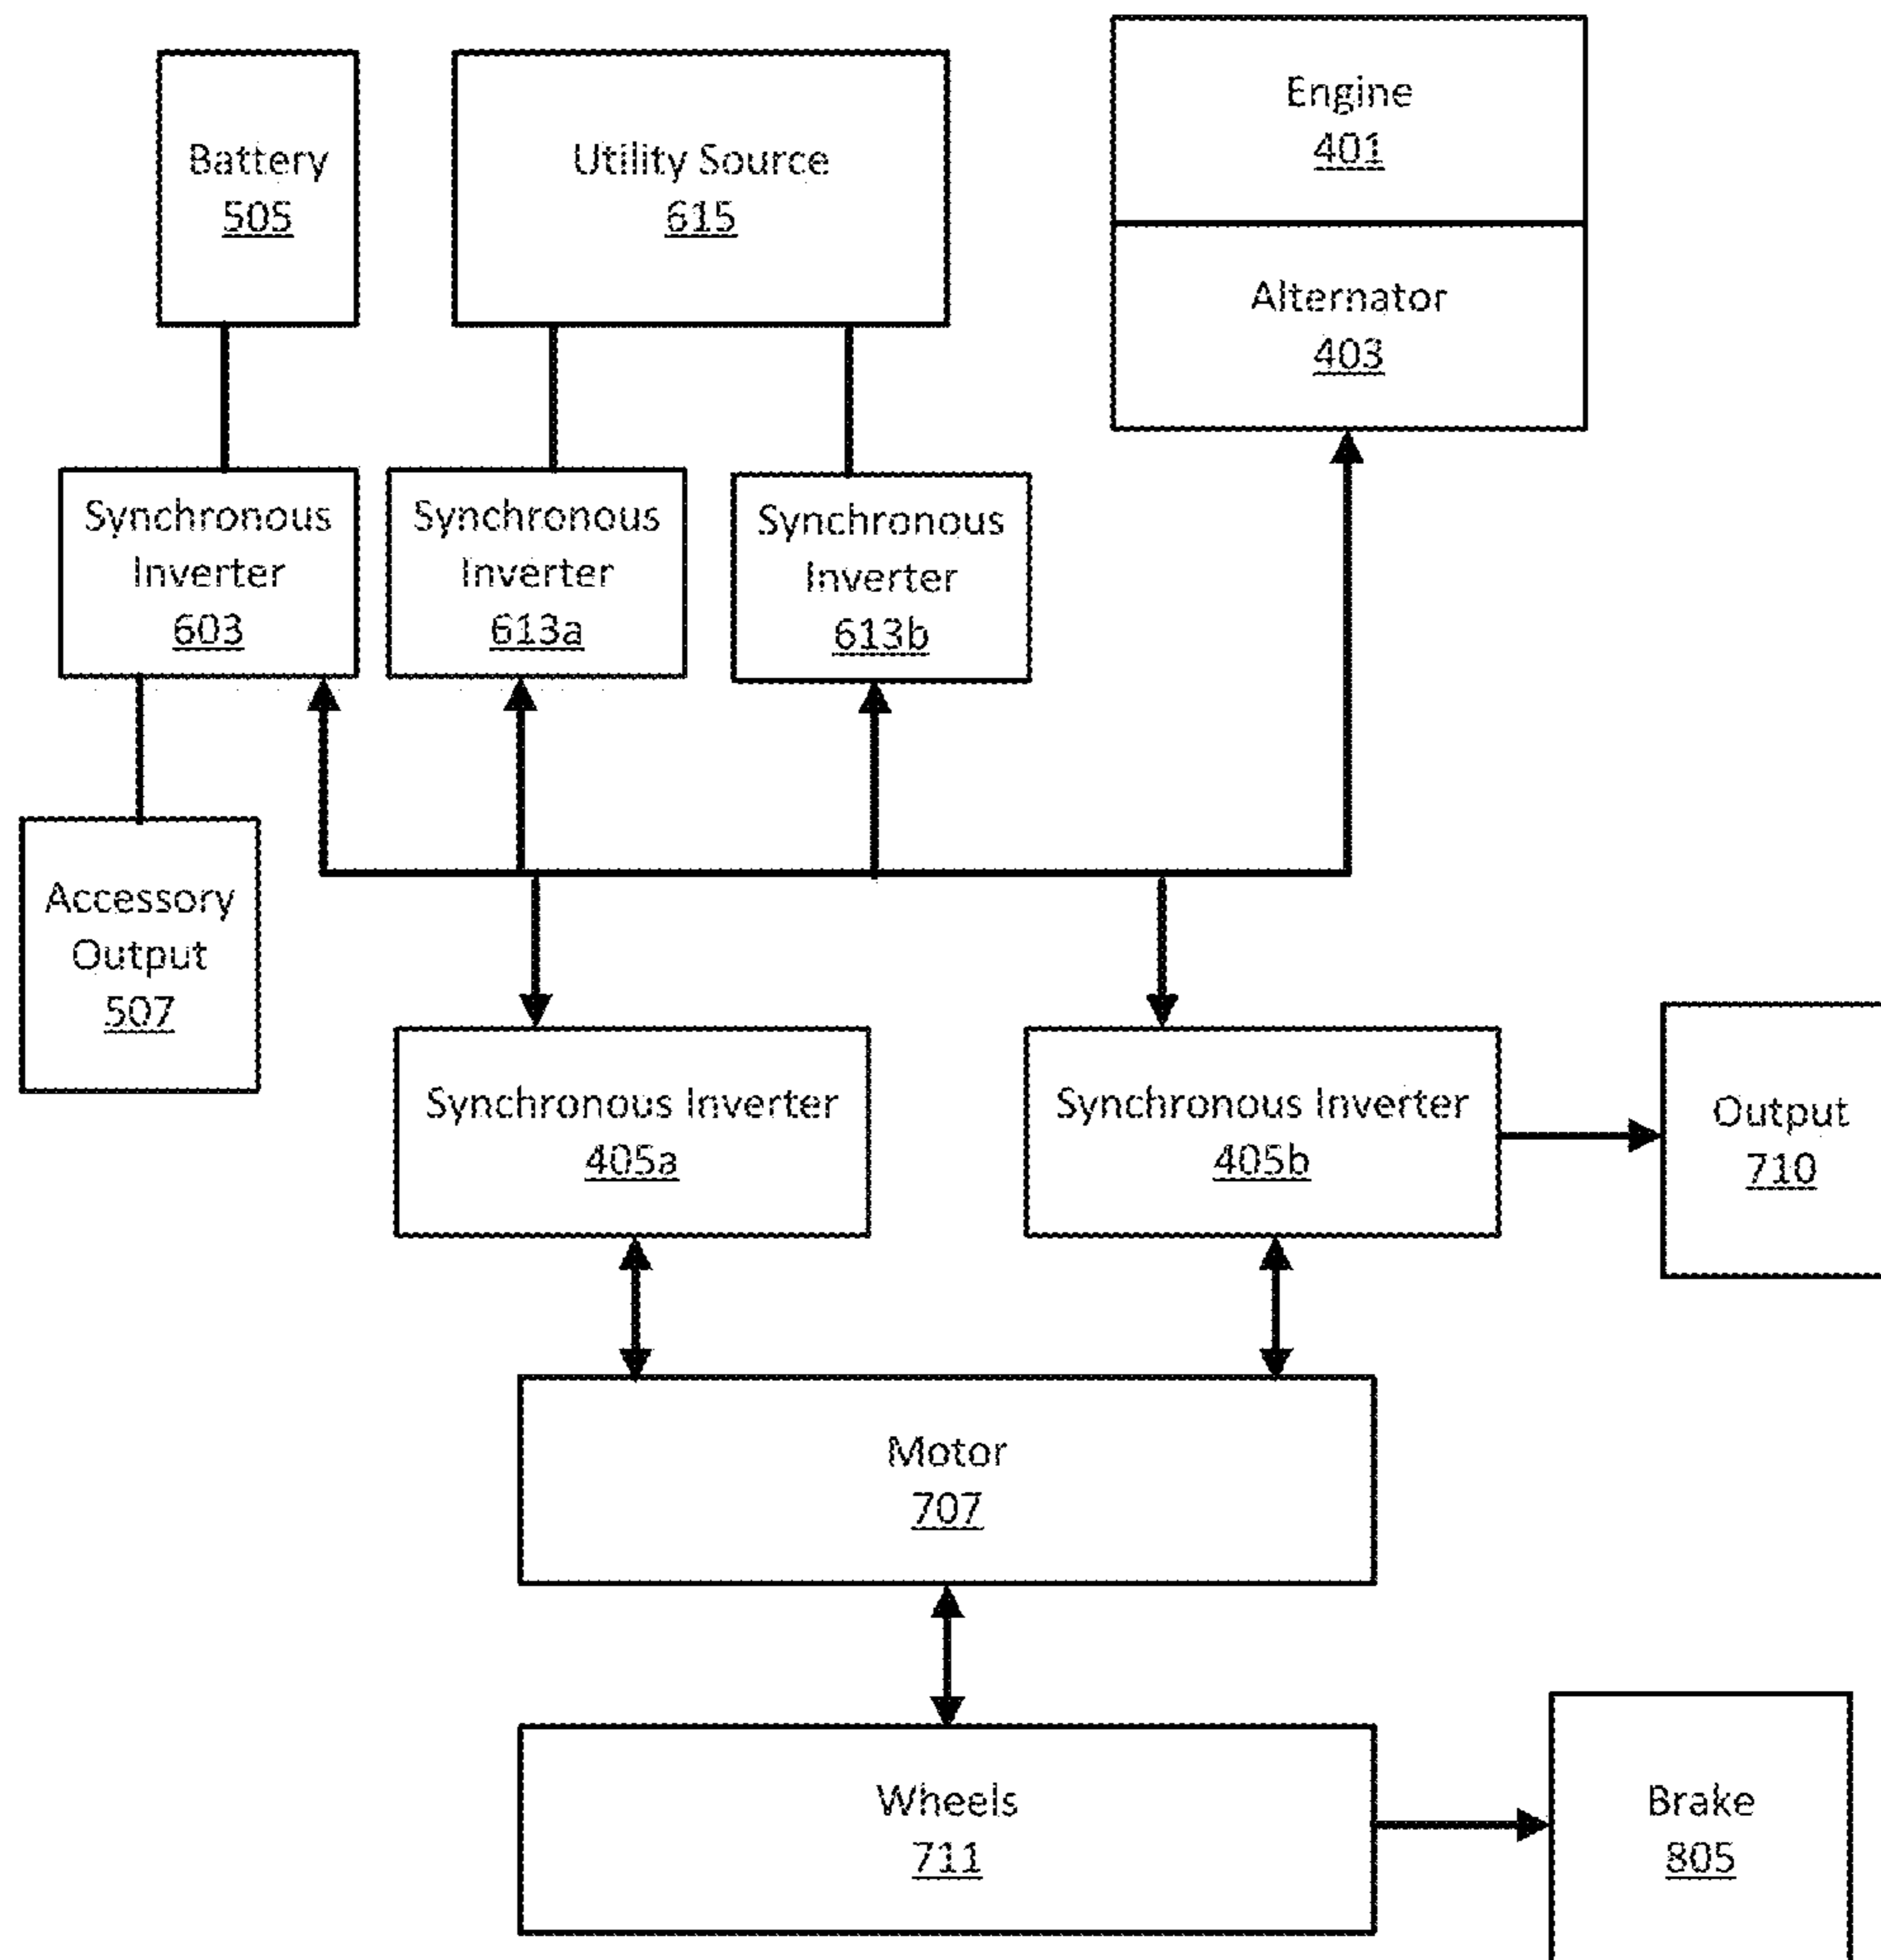 Battery
505
Utility Source
615
Engine
401
Alternator
403
Synchronous
Inverter
603
Synchronous
Inverter
613a
Synchronous
Inverter
613b
Accessory
Output
507
Synchronous Inverter
405a
Synchronous Inverter
405b
Output
710
Motor
707
Wheels
711
Brake
805